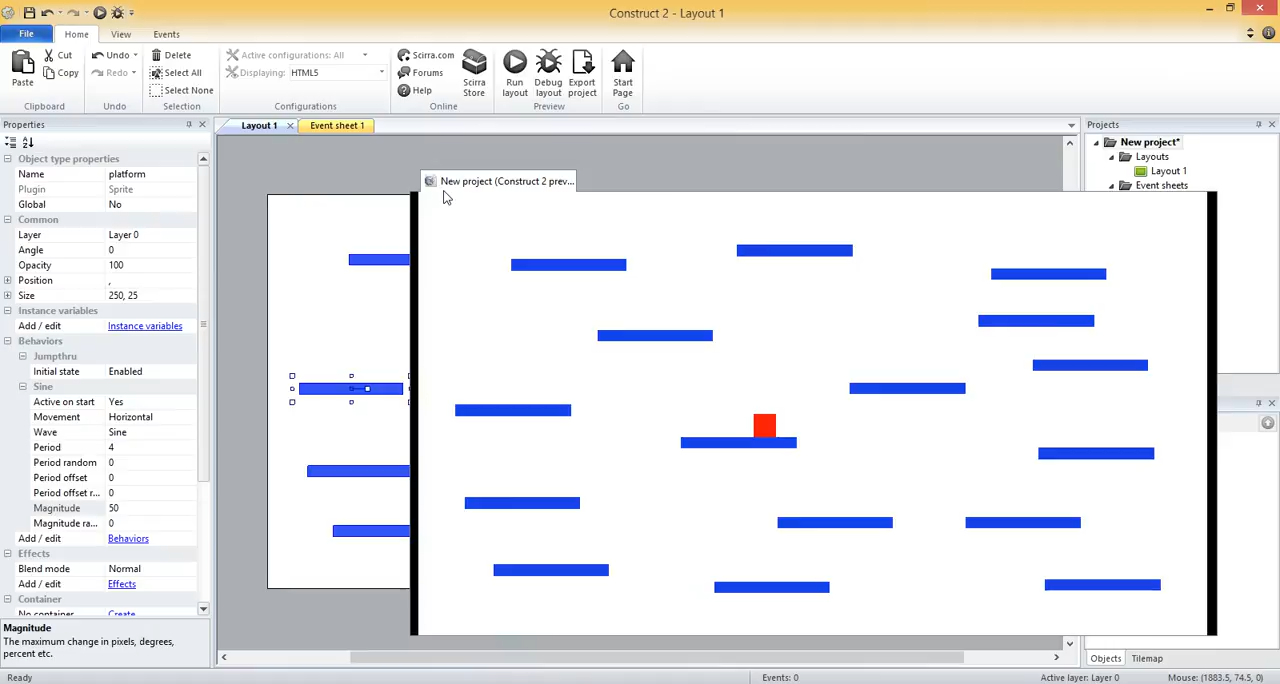 Construct 2 - Layout 1
File Home View Events
Paste Cut Copy Clipboard
Undo Redo Undo
Delete Select All Select None Selection
Active configurations: All
Displaying: HTML5
Configurations
Scirra.com Forums Help Scirra Store Online
Run layout Debug layout Export project Preview
Start Page Go
Properties
Layout 1 Event sheet 1
Projects
Object type properties
Name platform
Plugin Sprite
Global No
Common
Layer Layer 0
Angle 0
Opacity 100
Position ,
Size 250, 25
Instance variables
Add / edit Instance variables
Behaviors
Jumpthru
Initial state Enabled
Sine
Active on start Yes
Movement Horizontal
Wave Sine
Period 4
Period random 0
Period offset 0
Period offset r... 0
Magnitude 50
Magnitude ra... 0
Add / edit Behaviors
Effects
Blend mode Normal
Add / edit Effects
Container
No container Create
Magnitude
The maximum change in pixels, degrees,
percent etc.
New project (Construct 2 prev...
New project*
Layouts
Layout 1
Event sheets
Objects Tilemap
Ready
Events: 0
Active layer: Layer 0
Mouse: (1883.5, 74.5, 0)